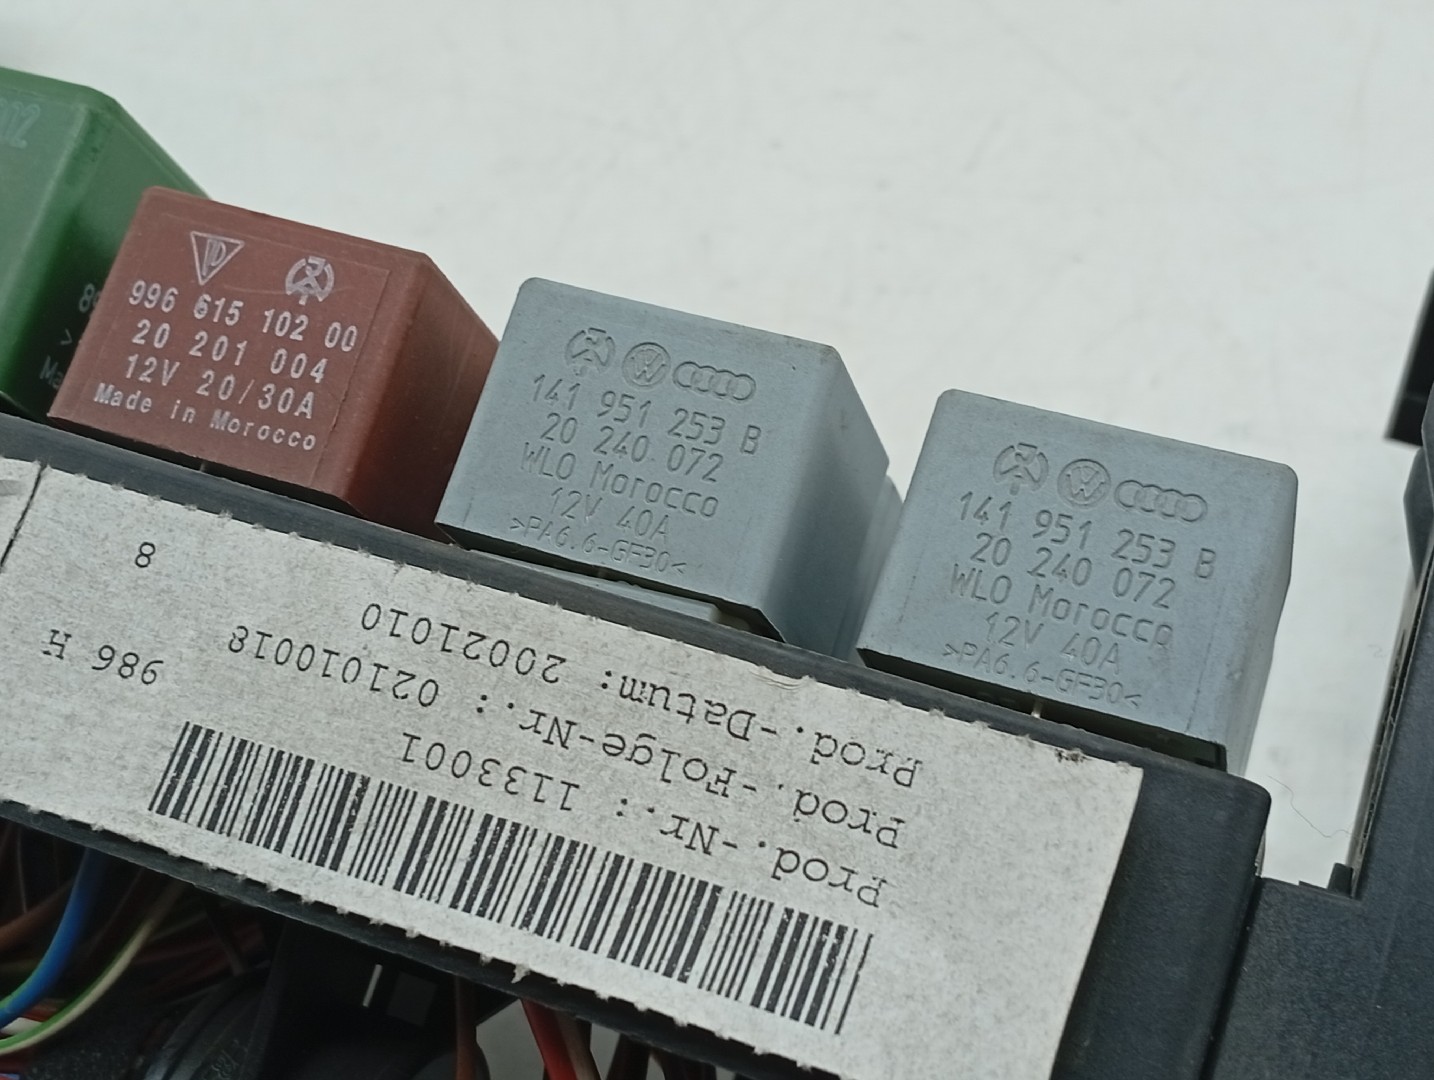 996 615 102 00
20 201 004
12V 20/30A
Made in Morocco
141 951 253 B
20 240 072
WLO Morocco
12V 40A
>PA6.6-GF30<
141 951 253 B
20 240 072
WLO Morocco
12V 40A
>PA6.6-GF30<
Prod.-Nr.: 1133001
Prod.-Folge-Nr.: 021010018
986 H
Prod.-Datum: 20021010
8